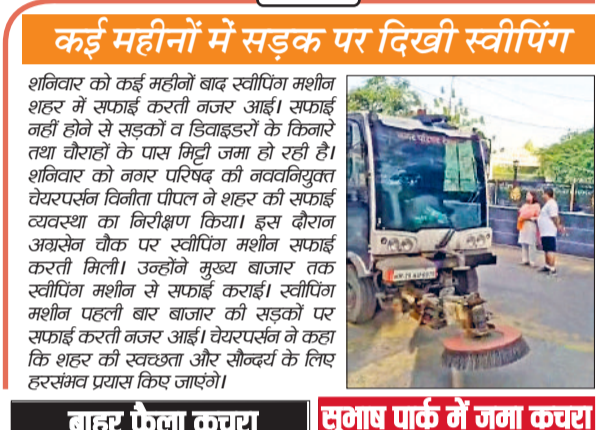 कई महीनों में सड़क पर दिखी स्वीपिंग
शनिवार को कई महीनों बाद स्वीपिंग मशीन
शहर में सफाई करती नजर आई। सफाई
नहीं होने से सड़कों व डिवाइडरों के किनारे
तथा चौराहों के पास मिट्टी जमा हो रही है।
शनिवार को नगर परिषद की नवनियुक्त
चेयरपर्सन विनीता पीपल ने शहर की सफाई
व्यवस्था का निरीक्षण किया। इस दौरान
अग्रसेन चौक पर स्वीपिंग मशीन सफाई
करती मिली। उन्होंने मुख्य बाजार तक
स्वीपिंग मशीन से सफाई कराई। स्वीपिंग
मशीन पहली बार बाजार की सड़कों पर
सफाई करती नजर आई। चेयरपर्सन ने कहा
कि शहर की स्वच्छता और सौन्दर्य के लिए
हरसंभव प्रयास किए जाएंगे।
बाहर फैला कचरा
सुभाष पार्क में जमा कचरा